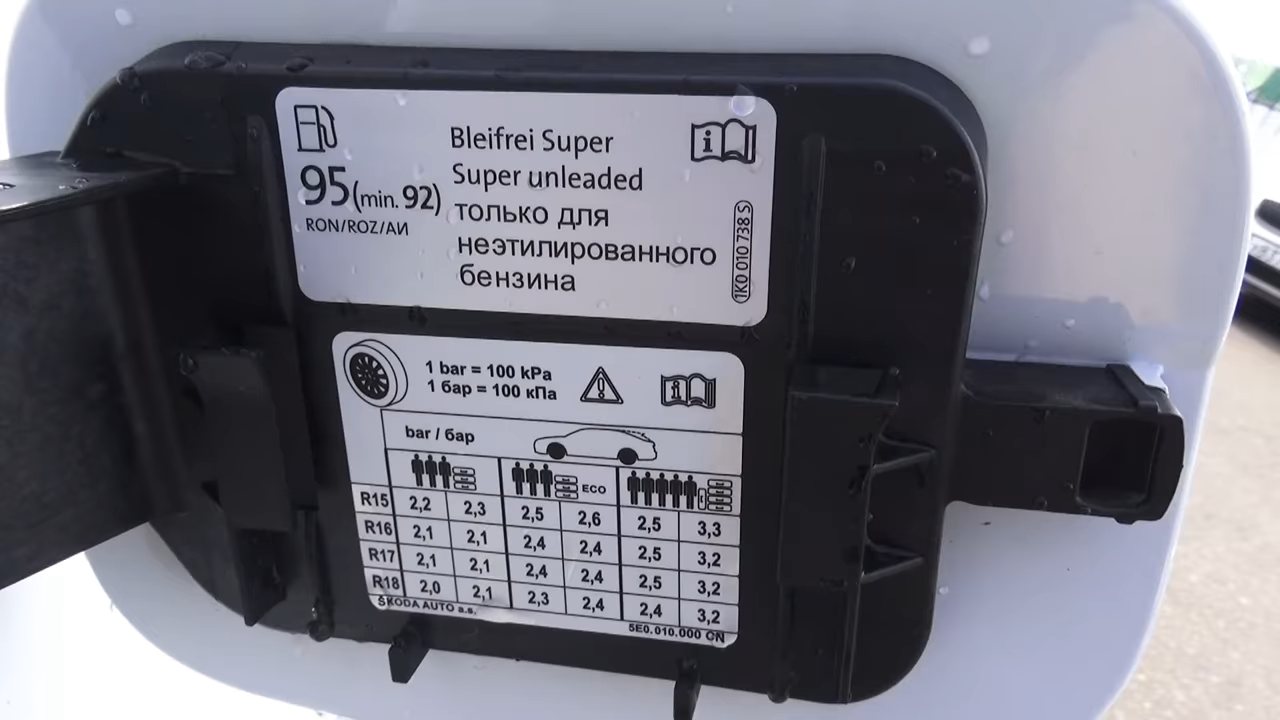 95 (min. 92)
RON/ROZ/АИ
Bleifrei Super
Super unleaded
только для
неэтилированного
бензина
1K0 010 738 S
1 bar = 100 kPa
1 бар = 100 кПа
bar / бар
ECO
R15 2,2 2,3 2,5 2,6 2,5 3,3
R16 2,1 2,1 2,4 2,4 2,5 3,2
R17 2,1 2,1 2,4 2,4 2,5 3,2
R18 2,0 2,1 2,3 2,4 2,4 3,2
ŠKODA AUTO a.s.
5E0.010.000 CN